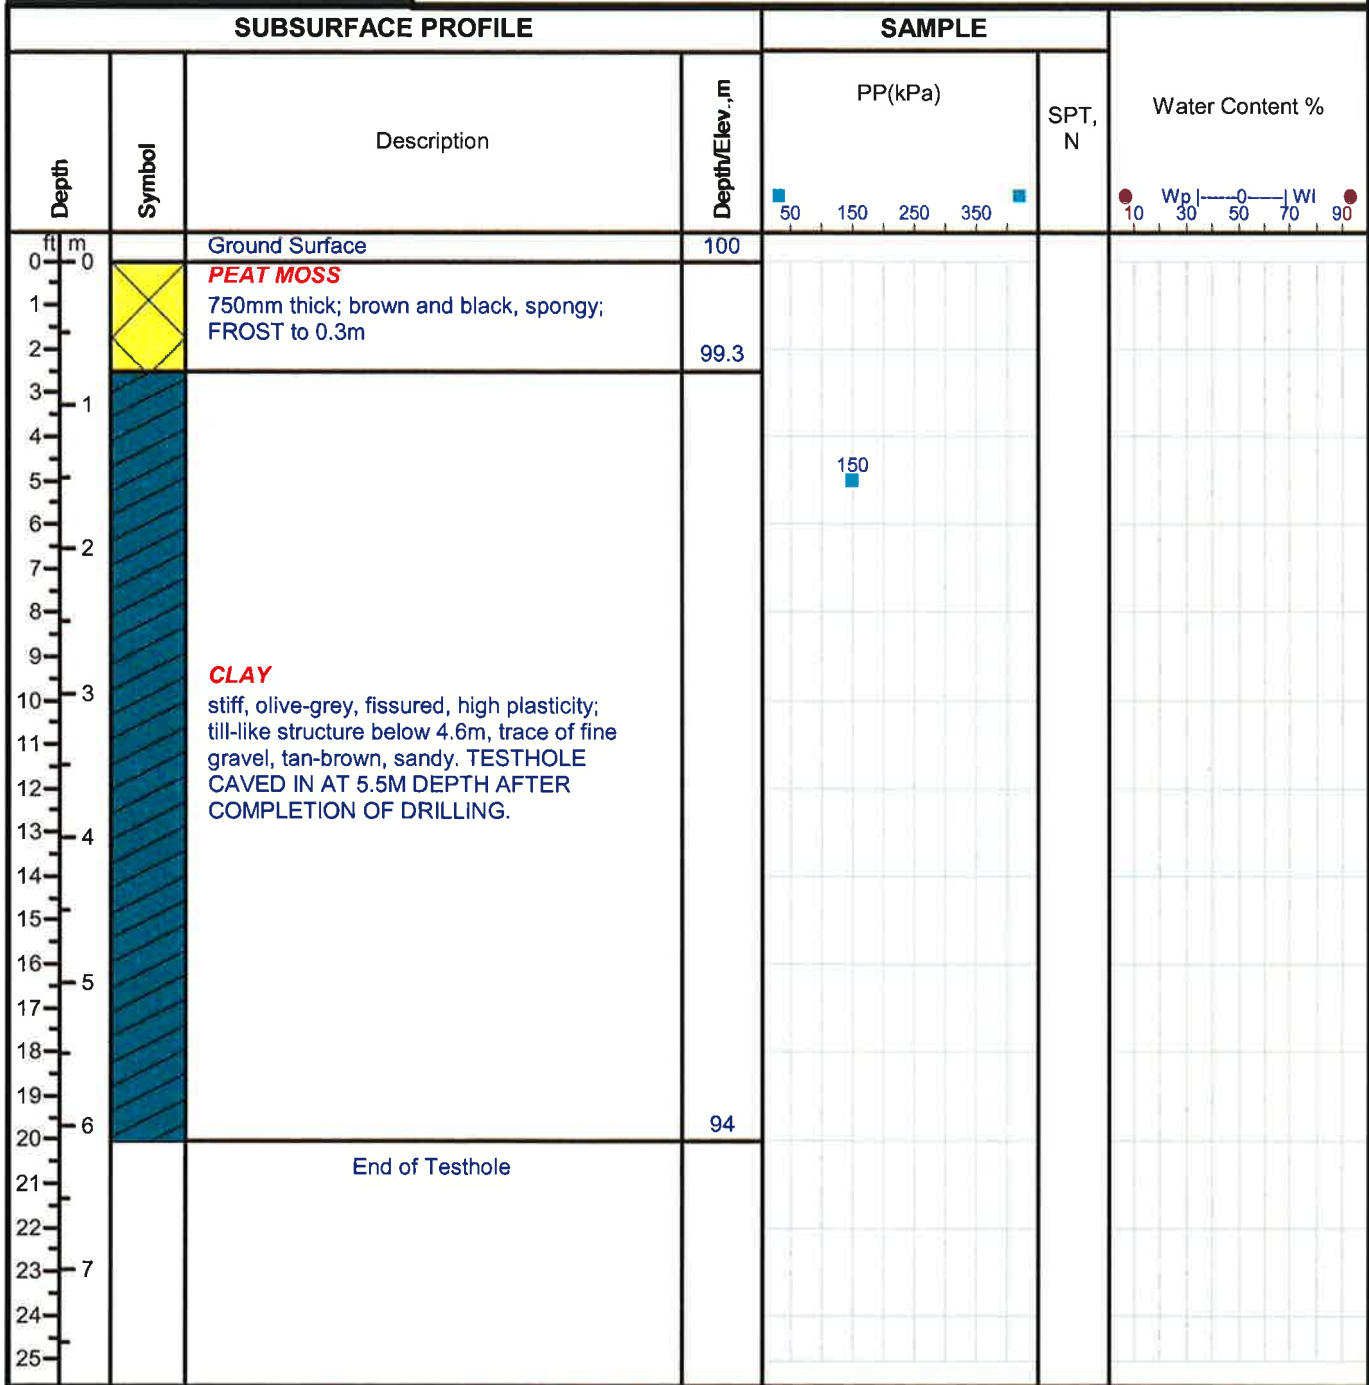 SUBSURFACE PROFILE
SAMPLE
Depth
Symbol
Description
Depth/Elev.,m
PP(kPa)
SPT,
N
Water Content %
50 150 250 350
Wp |-----0-----| Wl
10 30 50 70 90
ft m
Ground Surface
100
0 0
PEAT MOSS
750mm thick; brown and black, spongy;
FROST to 0.3m
1
2
99.3
3
1
4
150
5
6
2
7
8
9
CLAY
10
3
stiff, olive-grey, fissured, high plasticity;
till-like structure below 4.6m, trace of fine
11
gravel, tan-brown, sandy. TESTHOLE
12
CAVED IN AT 5.5M DEPTH AFTER
COMPLETION OF DRILLING.
13
4
14
15
16
5
17
18
19
6
94
20
End of Testhole
21
22
23
7
24
25